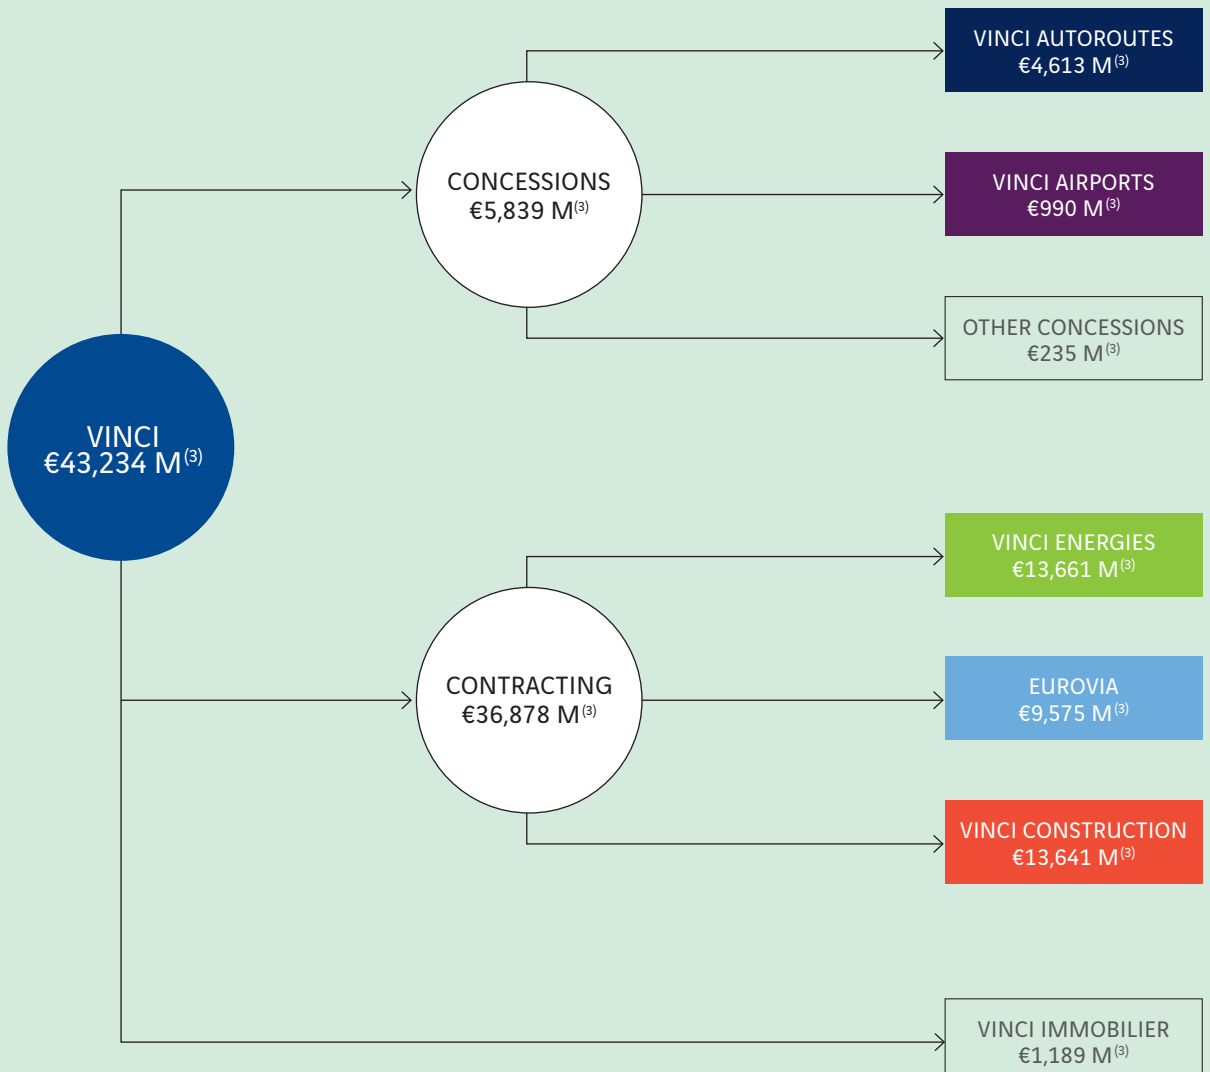 VINCI AUTOROUTES
€4,613 M(3)
CONCESSIONS
€5,839 M(3)
VINCI AIRPORTS
€990 M(3)
OTHER CONCESSIONS
€235 M(3)
VINCI
€43,234 M(3)
VINCI ENERGIES
€13,661 M(3)
CONTRACTING
€36,878 M(3)
EUROVIA
€9,575 M(3)
VINCI CONSTRUCTION
€13,641 M(3)
VINCI IMMOBILIER
€1,189 M(3)